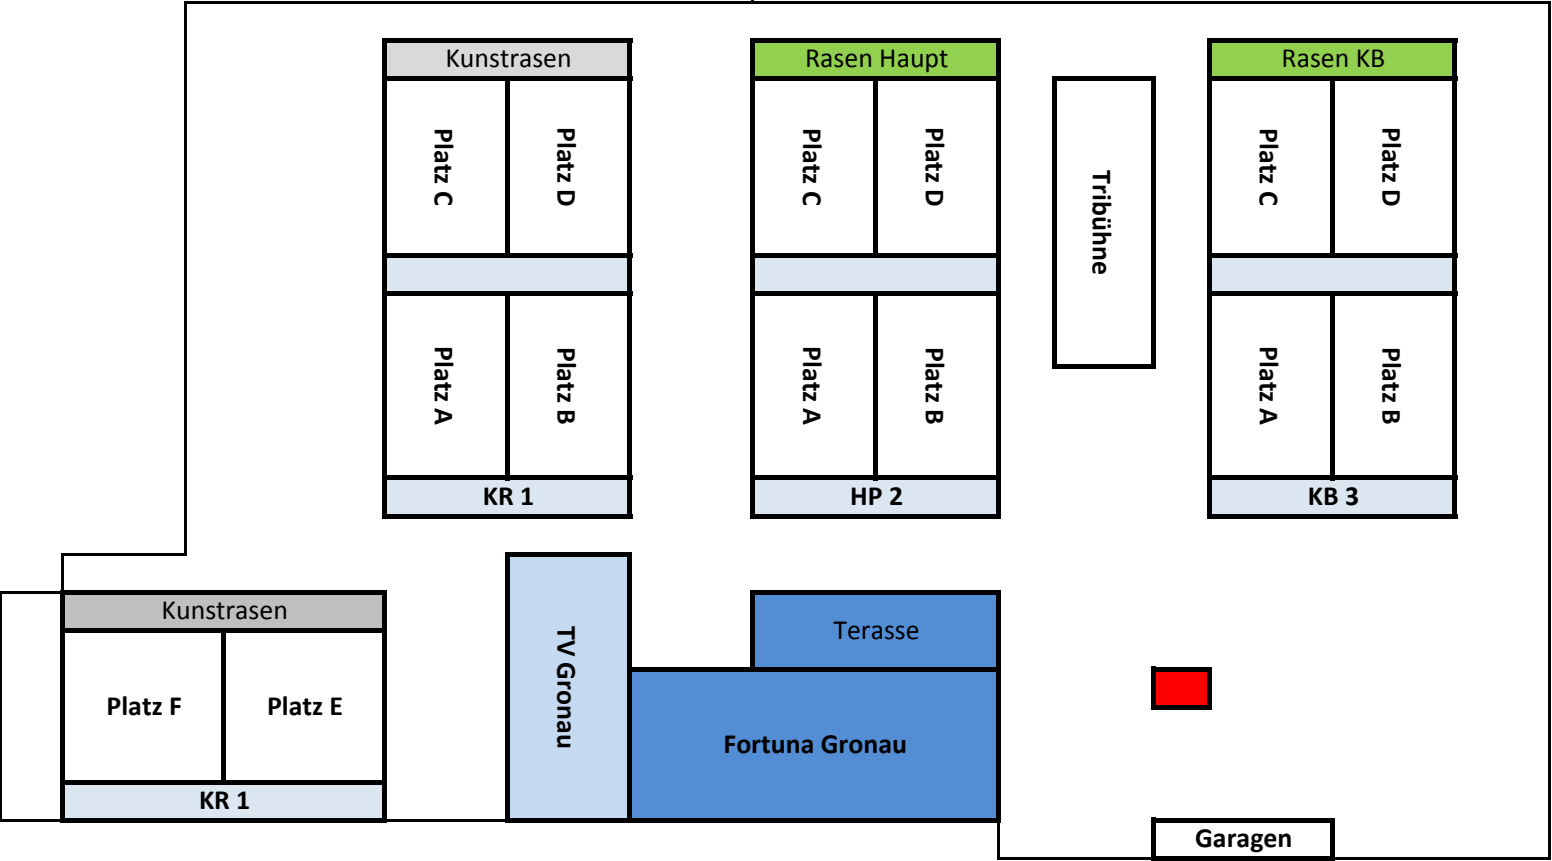 Kunstrasen
Rasen Haupt
Rasen KB
Platz C
Platz D
Platz C
Platz D
Tribühne
Platz C
Platz D
Platz A
Platz B
Platz A
Platz B
Platz A
Platz B
KR 1
HP 2
KB 3
Kunstrasen
TV Gronau
Terasse
Platz F
Platz E
Fortuna Gronau
KR 1
Garagen